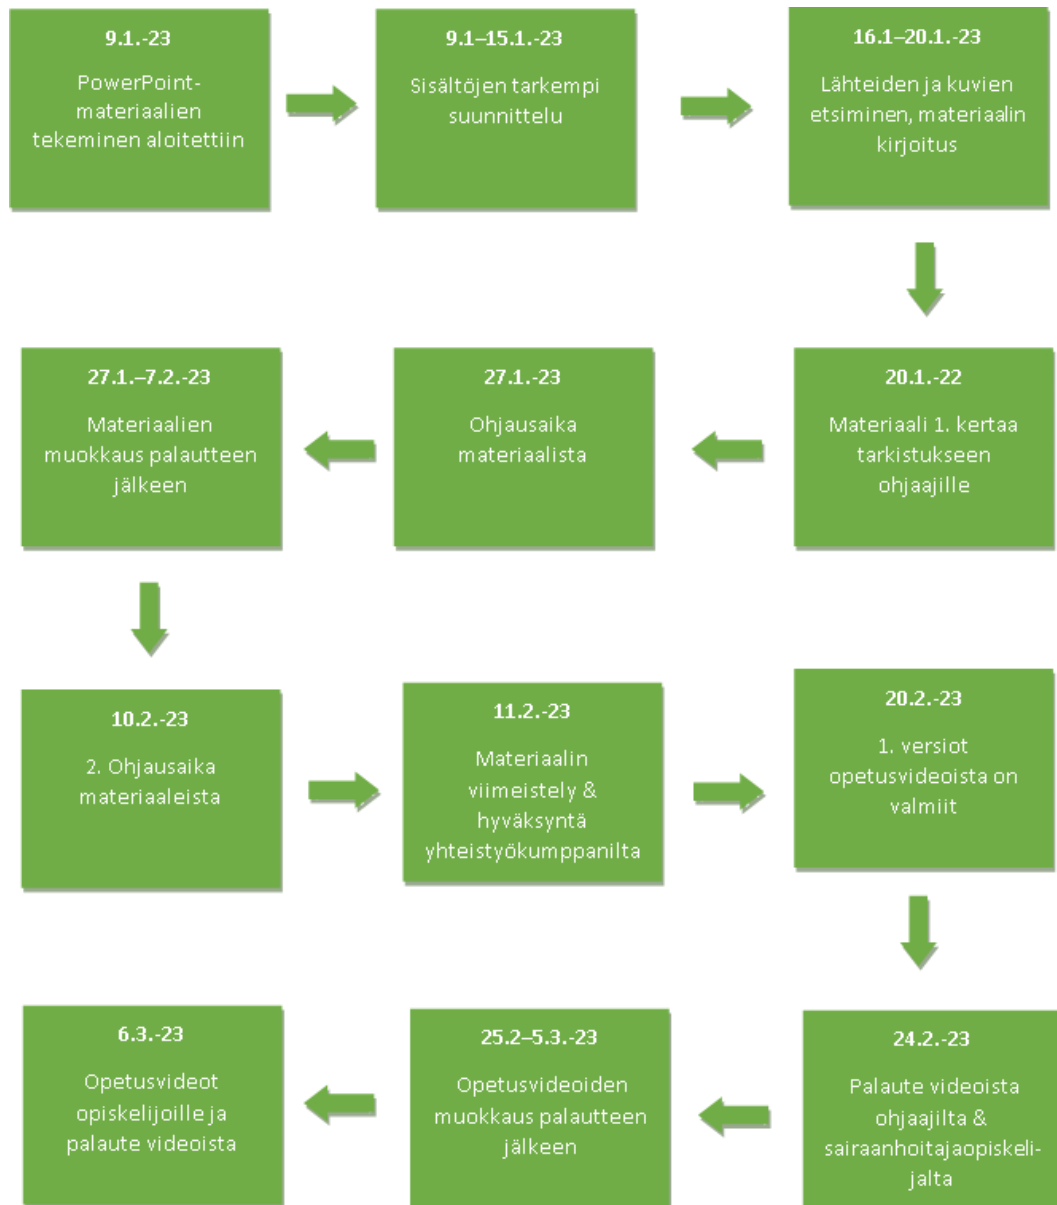 9.1.-23
PowerPoint-
materiaalien
tekeminen aloitettiin
9.1–15.1.-23
Sisältöjen tarkempi
suunnittelu
16.1–20.1.-23
Lähteiden ja kuvien
etsiminen, materiaalin
kirjoitus
20.1.-22
Materiaali 1. kertaa
tarkistukseen
ohjaajille
27.1.-23
Ohjausaika
materiaalista
27.1.–7.2.-23
Materiaalien
muokkaus palautteen
jälkeen
10.2.-23
2. Ohjausaika
materiaaleista
11.2.-23
Materiaalin
viimeistely &
hyväksyntä
yhteistyökumppanilta
20.2.-23
1. versiot
opetusvideoista on
valmiit
24.2.-23
Palaute videoista
ohjaajilta &
sairaanhoitajaopiskeli-
jalta
25.2–5.3.-23
Opetusvideoiden
muokkaus palautteen
jälkeen
6.3.-23
Opetusvideot
opiskelijoille ja
palaute videoista